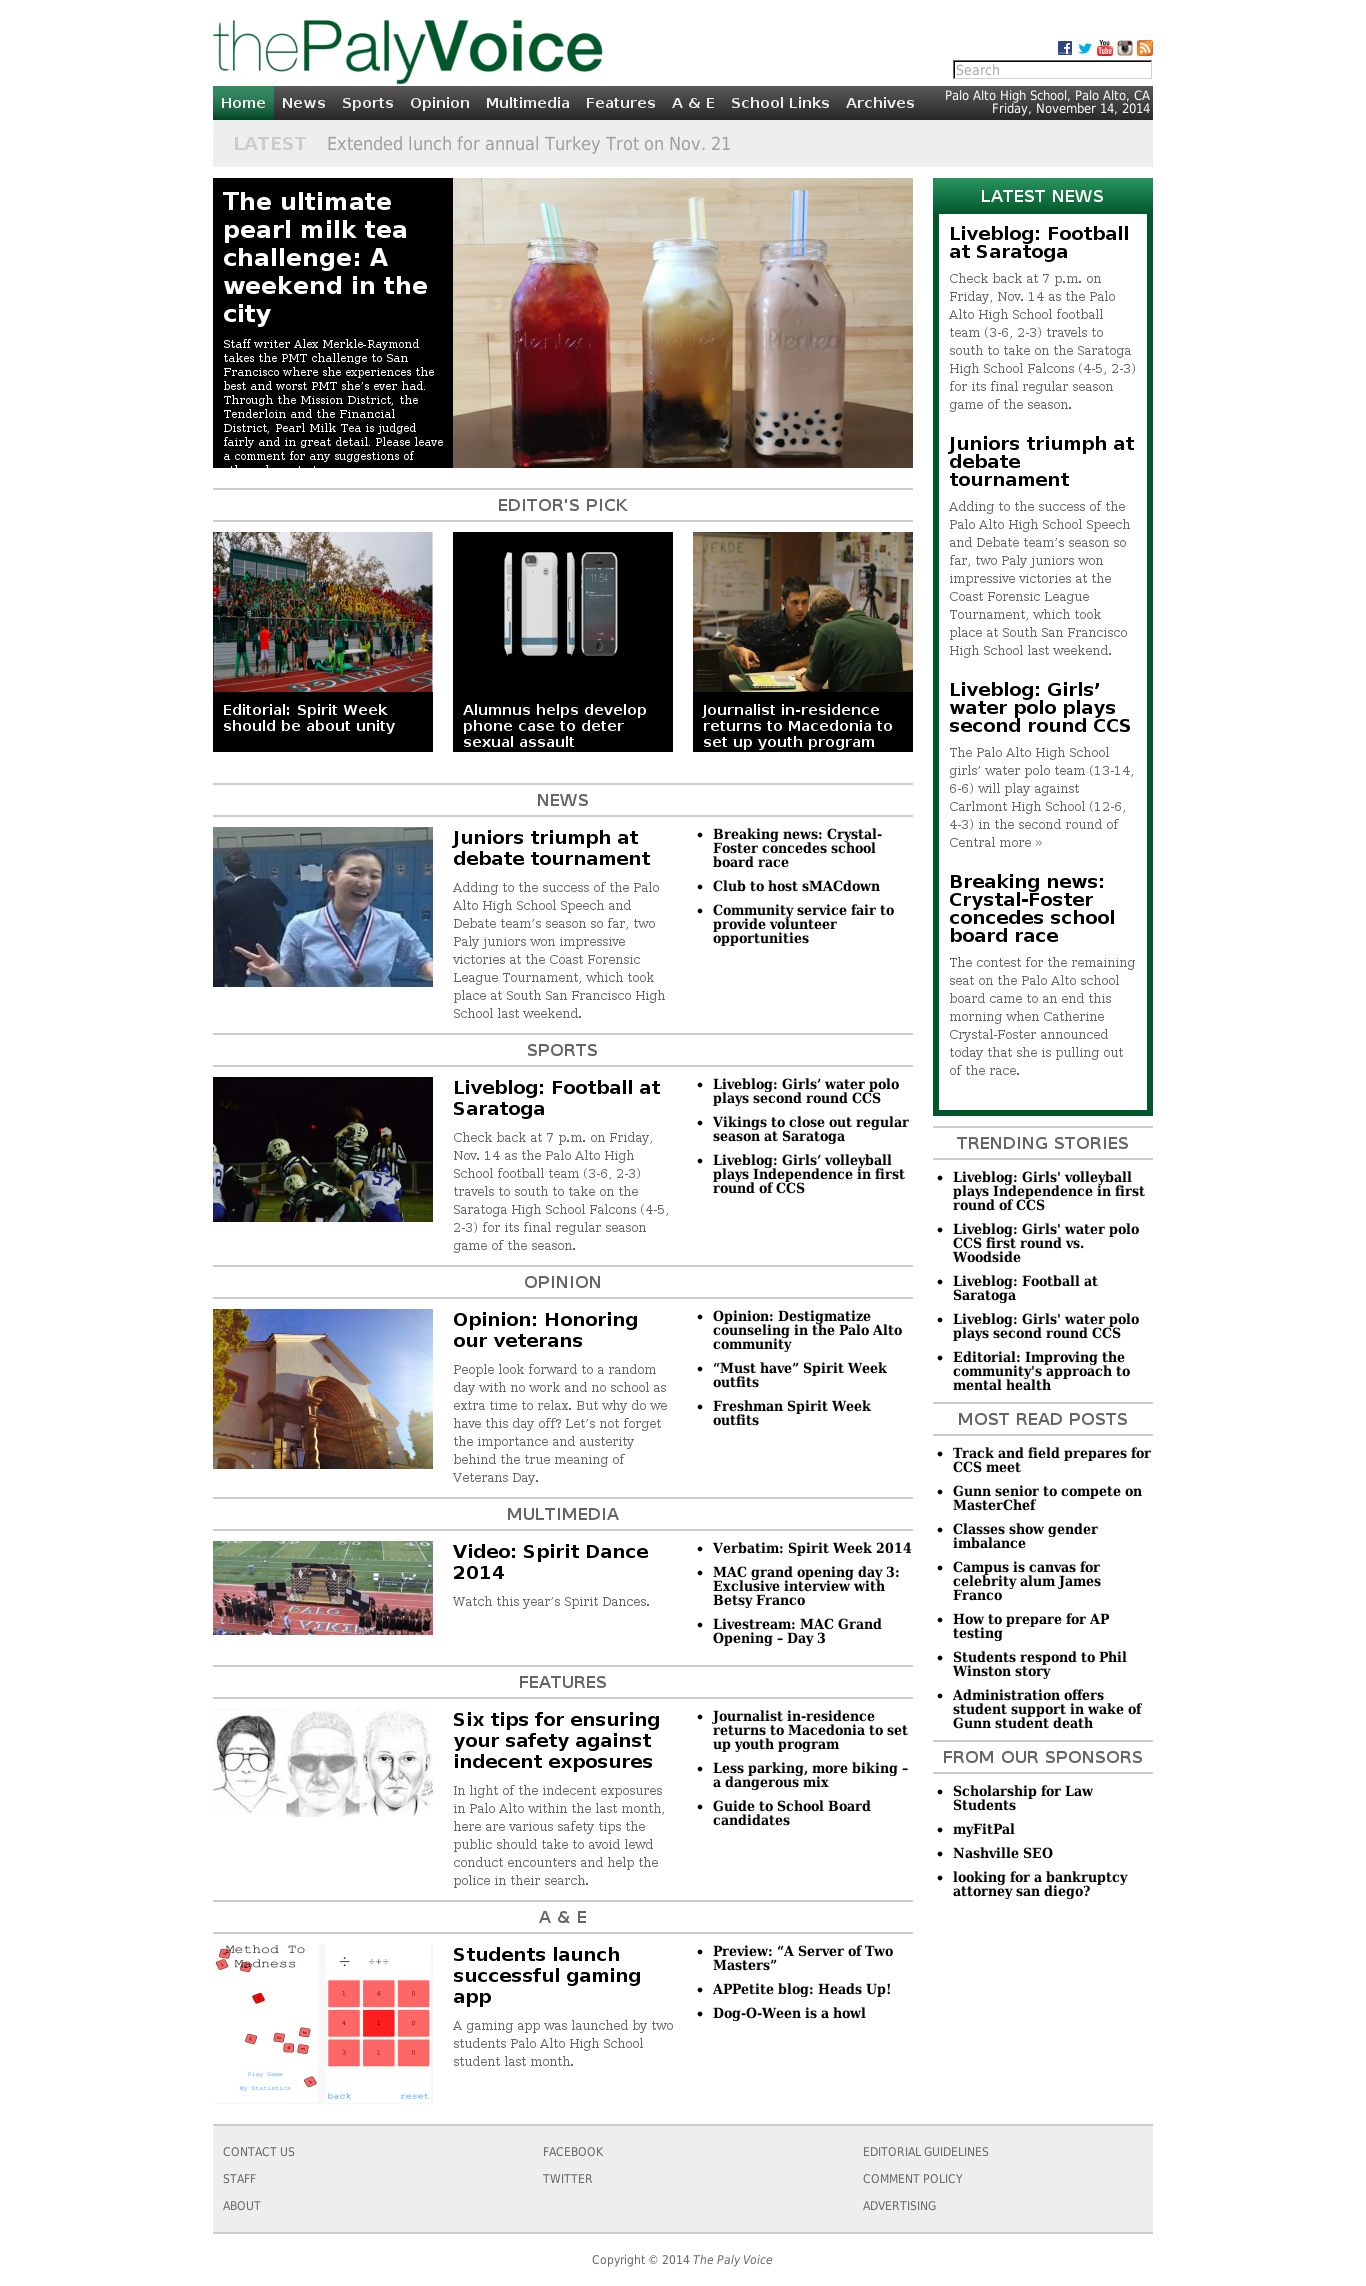 thePalyVoice
Search
Home News Sports Opinion Multimedia Features A & E School Links Archives
Palo Alto High School, Palo Alto, CA
Friday, November 14, 2014
LATEST Extended lunch for annual Turkey Trot on Nov. 21
The ultimate
pearl milk tea
challenge: A
weekend in the
city
Staff writer Alex Merkle-Raymond
takes the PMT challenge to San
Francisco where she experiences the
best and worst PMT she’s ever had.
Through the Mission District, the
Tenderloin and the Financial
District, Pearl Milk Tea is judged
fairly and in great detail. Please leave
a comment for any suggestions of
EDITOR'S PICK
VERDE
11:54
Editorial: Spirit Week
should be about unity
Alumnus helps develop
phone case to deter
sexual assault
Journalist in-residence
returns to Macedonia to
set up youth program
NEWS
Juniors triumph at
debate tournament
Adding to the success of the Palo
Alto High School Speech and
Debate team’s season so far, two
Paly juniors won impressive
victories at the Coast Forensic
League Tournament, which took
place at South San Francisco High
School last weekend.
Breaking news: Crystal-
Foster concedes school
board race
Club to host sMACdown
Community service fair to
provide volunteer
opportunities
SPORTS
57
Liveblog: Football at
Saratoga
Check back at 7 p.m. on Friday,
Nov. 14 as the Palo Alto High
School football team (3-6, 2-3)
travels to south to take on the
Saratoga High School Falcons (4-5,
2-3) for its final regular season
game of the season.
Liveblog: Girls’ water polo
plays second round CCS
Vikings to close out regular
season at Saratoga
Liveblog: Girls’ volleyball
plays Independence in first
round of CCS
OPINION
Opinion: Honoring
our veterans
People look forward to a random
day with no work and no school as
extra time to relax. But why do we
have this day off? Let’s not forget
the importance and austerity
behind the true meaning of
Veterans Day.
Opinion: Destigmatize
counseling in the Palo Alto
community
“Must have” Spirit Week
outfits
Freshman Spirit Week
outfits
MULTIMEDIA
PALO
VIKI
Video: Spirit Dance
2014
Watch this year’s Spirit Dances.
Verbatim: Spirit Week 2014
MAC grand opening day 3:
Exclusive interview with
Betsy Franco
Livestream: MAC Grand
Opening – Day 3
FEATURES
Six tips for ensuring
your safety against
indecent exposures
In light of the indecent exposures
in Palo Alto within the last month,
here are various safety tips the
public should take to avoid lewd
conduct encounters and help the
police in their search.
Journalist in-residence
returns to Macedonia to set
up youth program
Less parking, more biking –
a dangerous mix
Guide to School Board
candidates
A & E
Method To
Madness
Play Game
My Statistics
÷ ÷+÷
1 4 0
4 1 0
3 1 0
back reset
Students launch
successful gaming
app
A gaming app was launched by two
students Palo Alto High School
student last month.
Preview: “A Server of Two
Masters”
APPetite blog: Heads Up!
Dog-O-Ween is a howl
LATEST NEWS
Liveblog: Football
at Saratoga
Check back at 7 p.m. on
Friday, Nov. 14 as the Palo
Alto High School football
team (3-6, 2-3) travels to
south to take on the Saratoga
High School Falcons (4-5, 2-3)
for its final regular season
game of the season.
Juniors triumph at
debate
tournament
Adding to the success of the
Palo Alto High School Speech
and Debate team’s season so
far, two Paly juniors won
impressive victories at the
Coast Forensic League
Tournament, which took
place at South San Francisco
High School last weekend.
Liveblog: Girls’
water polo plays
second round CCS
The Palo Alto High School
girls’ water polo team (13-14,
6-6) will play against
Carlmont High School (12-6,
4-3) in the second round of
Central more »
Breaking news:
Crystal-Foster
concedes school
board race
The contest for the remaining
seat on the Palo Alto school
board came to an end this
morning when Catherine
Crystal-Foster announced
today that she is pulling out
of the race.
TRENDING STORIES
Liveblog: Girls' volleyball
plays Independence in first
round of CCS
Liveblog: Girls' water polo
CCS first round vs.
Woodside
Liveblog: Football at
Saratoga
Liveblog: Girls' water polo
plays second round CCS
Editorial: Improving the
community's approach to
mental health
MOST READ POSTS
Track and field prepares for
CCS meet
Gunn senior to compete on
MasterChef
Classes show gender
imbalance
Campus is canvas for
celebrity alum James
Franco
How to prepare for AP
testing
Students respond to Phil
Winston story
Administration offers
student support in wake of
Gunn student death
FROM OUR SPONSORS
Scholarship for Law
Students
myFitPal
Nashville SEO
looking for a bankruptcy
attorney san diego?
CONTACT US
STAFF
ABOUT
FACEBOOK
TWITTER
EDITORIAL GUIDELINES
COMMENT POLICY
ADVERTISING
Copyright © 2014 The Paly Voice